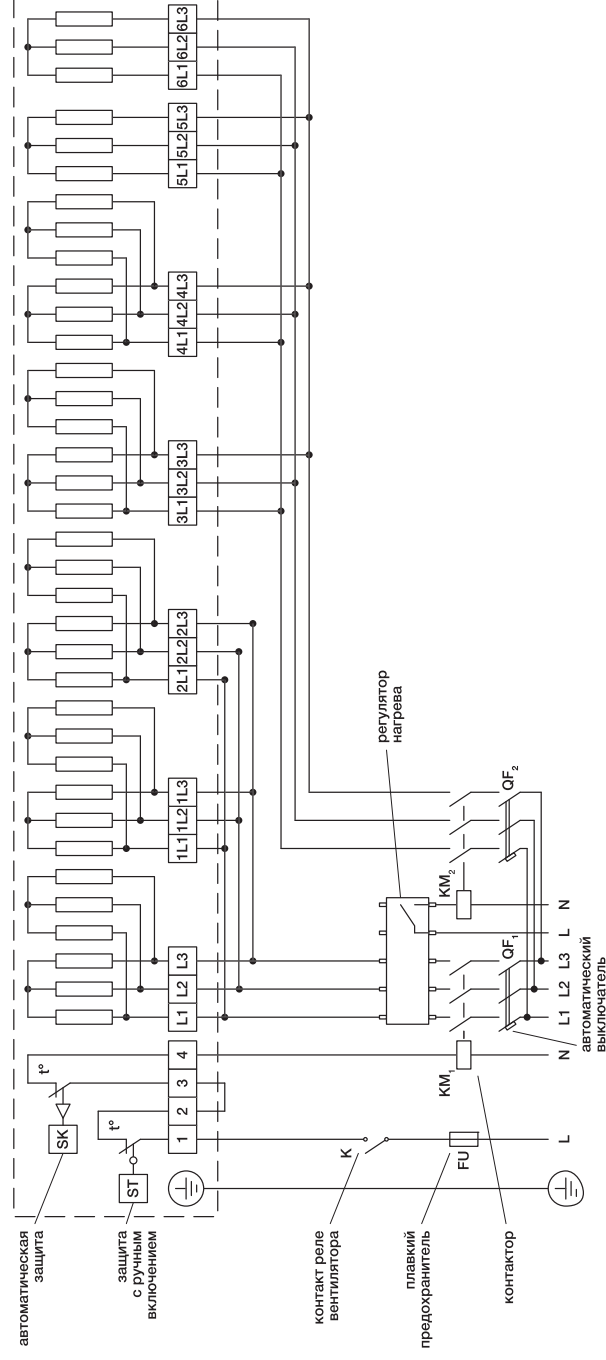 автоматическая
защита
защита
с ручным
включением
SK
ST
t°
t°
1
2
3
4
L1
L2
L3
1L1
1L2
1L3
2L1
2L2
2L3
3L1
3L2
3L3
4L1
4L2
4L3
5L1
5L2
5L3
6L1
6L2
6L3
контакт реле
вентилятора
K
плавкий
предохранитель
FU
контактор
KM1
KM2
регулятор
нагрева
QF1
QF2
автоматический
выключатель
L
N
L1
L2
L3
L
N